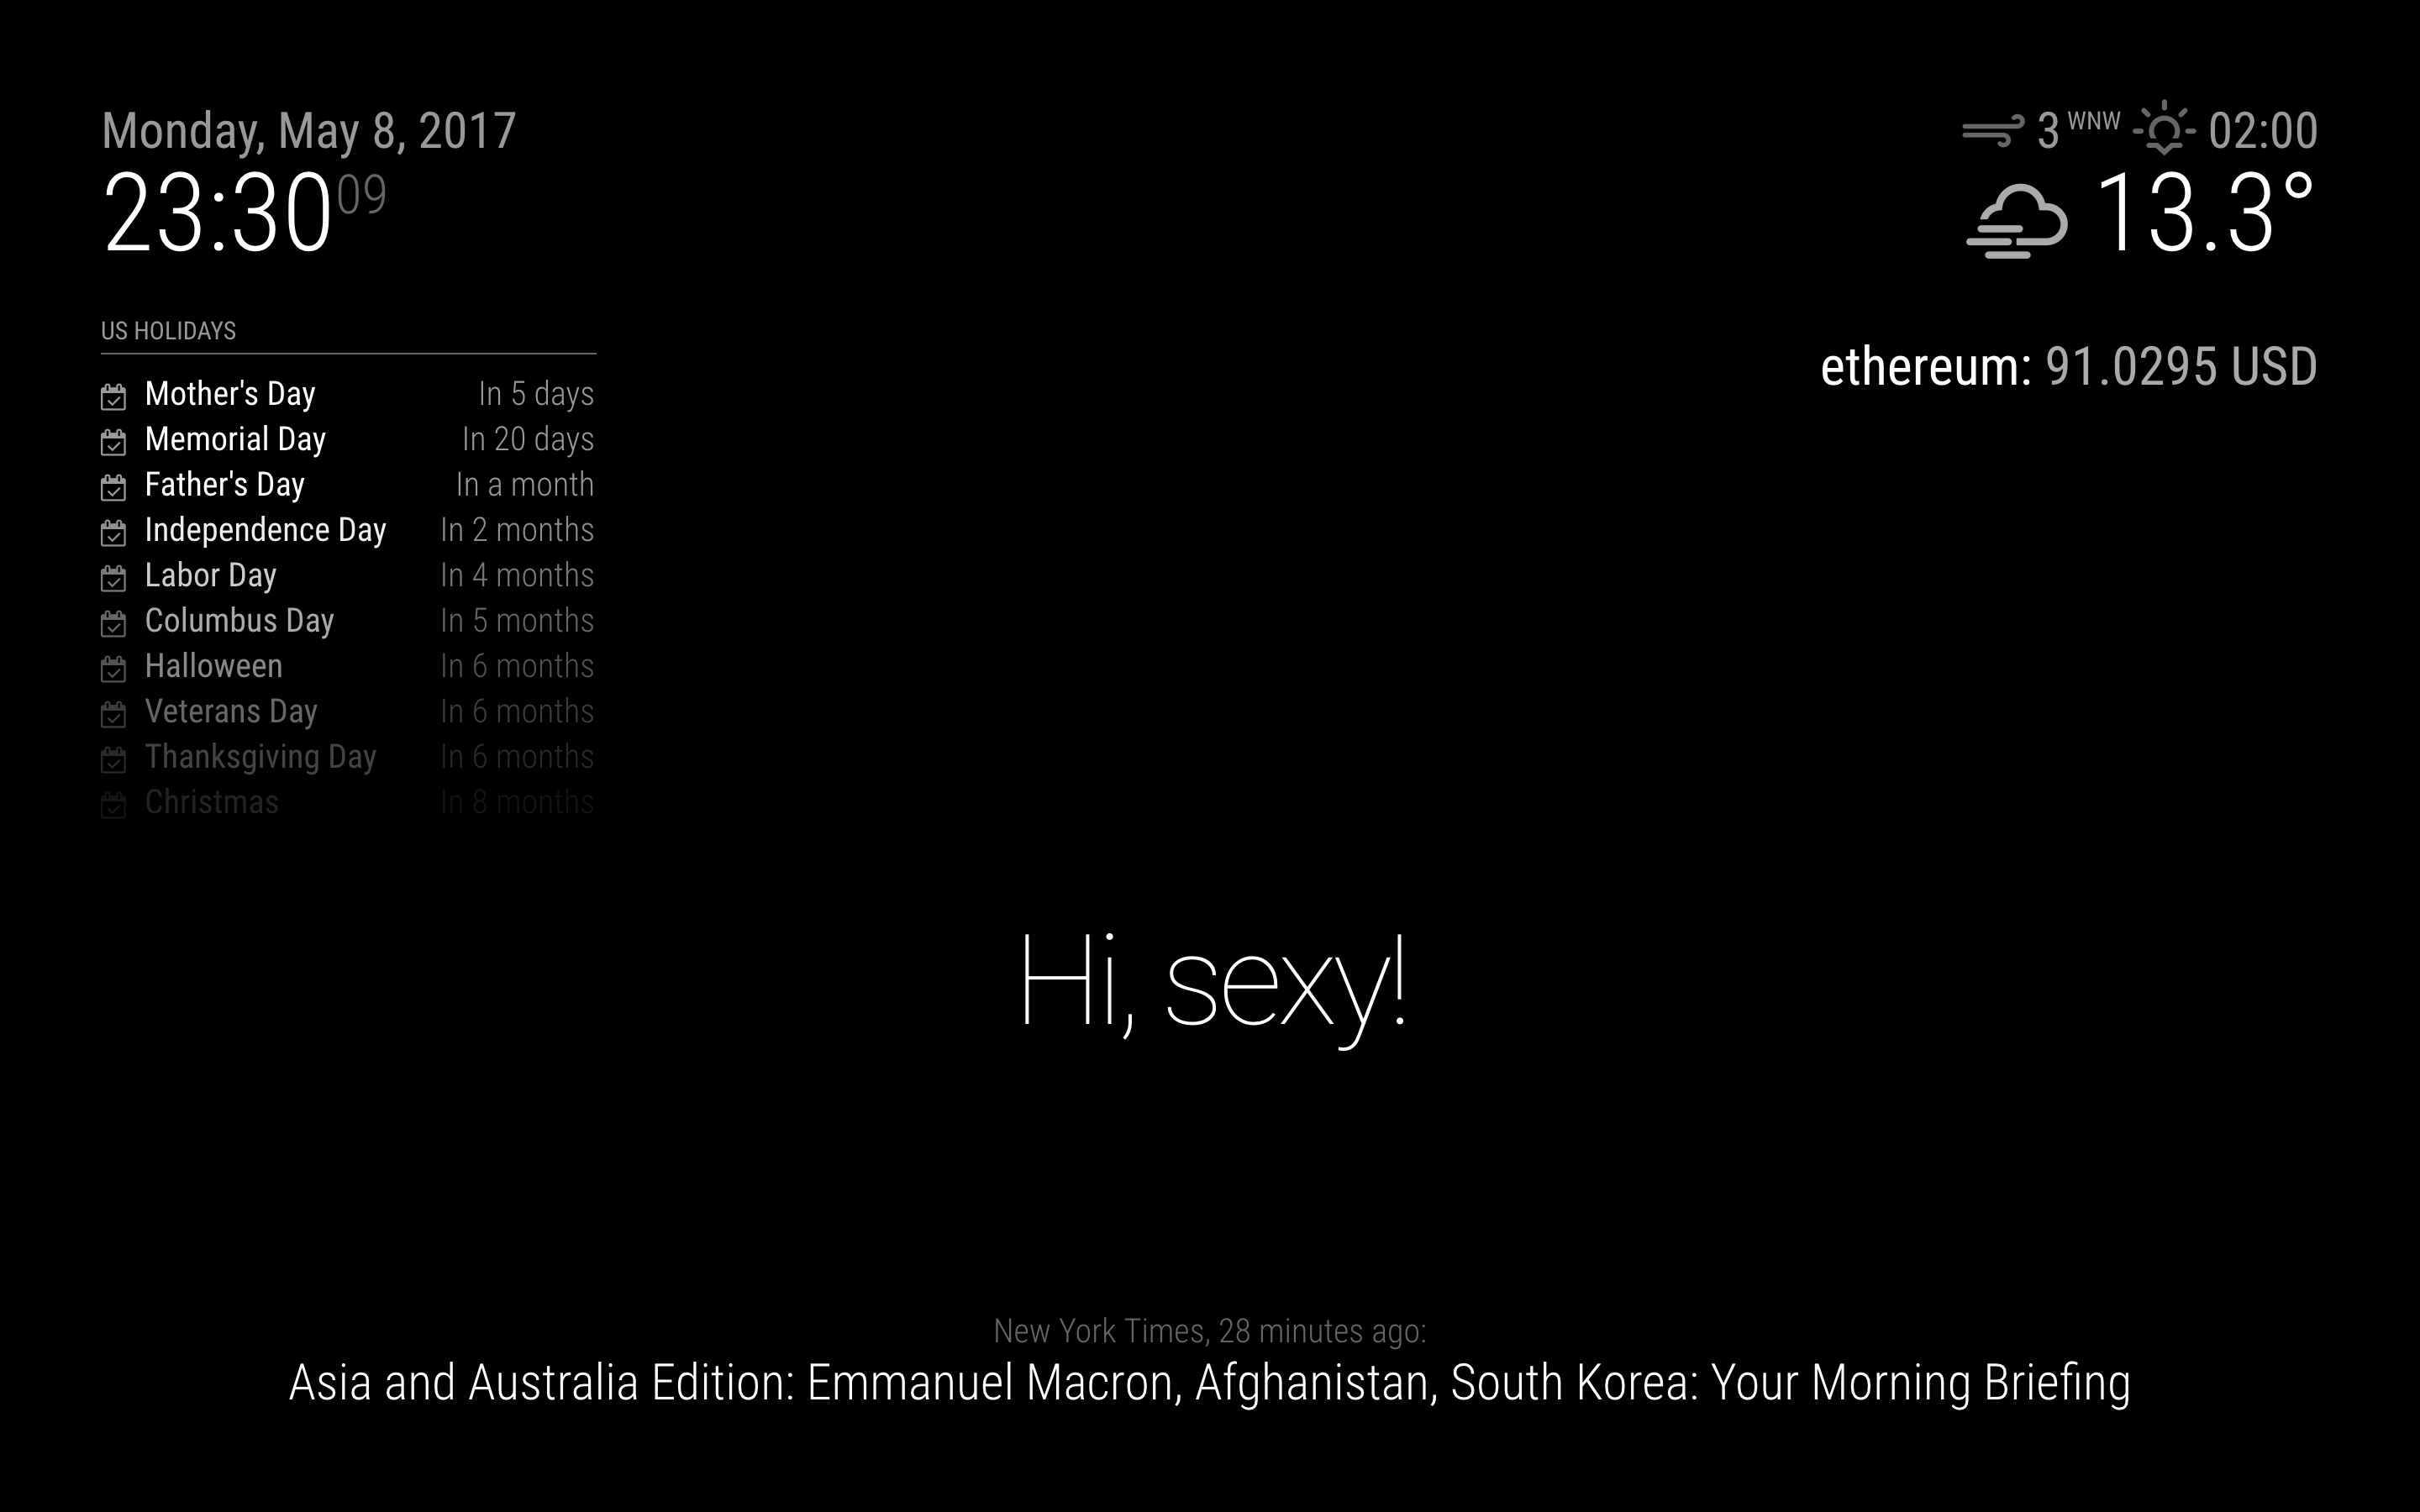 Monday, May 8, 2017
23:30 09
3 WNW 02:00
13.3°
US HOLIDAYS
Mother's Day In 5 days
Memorial Day In 20 days
Father's Day In a month
Independence Day In 2 months
Labor Day In 4 months
Columbus Day In 5 months
Halloween In 6 months
Veterans Day In 6 months
Thanksgiving Day In 6 months
Christmas In 8 months
ethereum: 91.0295 USD
Hi, sexy!
New York Times, 28 minutes ago:
Asia and Australia Edition: Emmanuel Macron, Afghanistan, South Korea: Your Morning Briefing